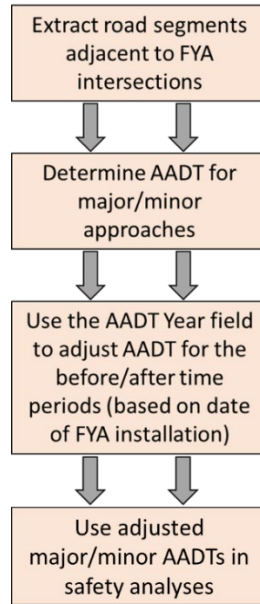 Extract road segments
adjacent to FYA
intersections
Determine AADT for
major/minor
approaches
Use the AADT Year field
to adjust AADT for the
before/after time
periods (based on date
of FYA installation)
Use adjusted
major/minor AADTs in
safety analyses